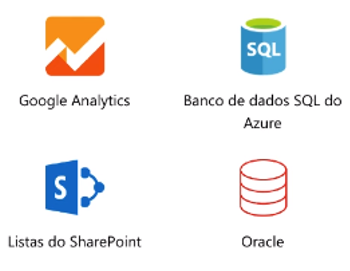 SQL
Google Analytics
Banco de dados SQL do
Azure
S
Listas do SharePoint
Oracle